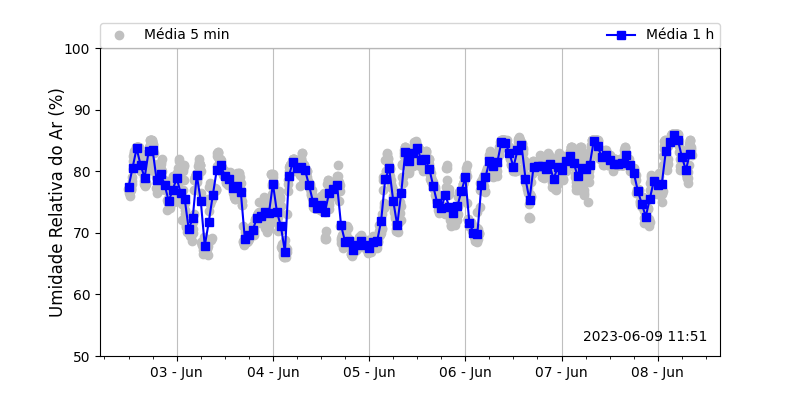 Média 5 min
Média 1 h
Umidade Relativa do Ar (%)
100
90
80
70
60
50
2023-06-09 11:51
03 - Jun
04 - Jun
05 - Jun
06 - Jun
07 - Jun
08 - Jun